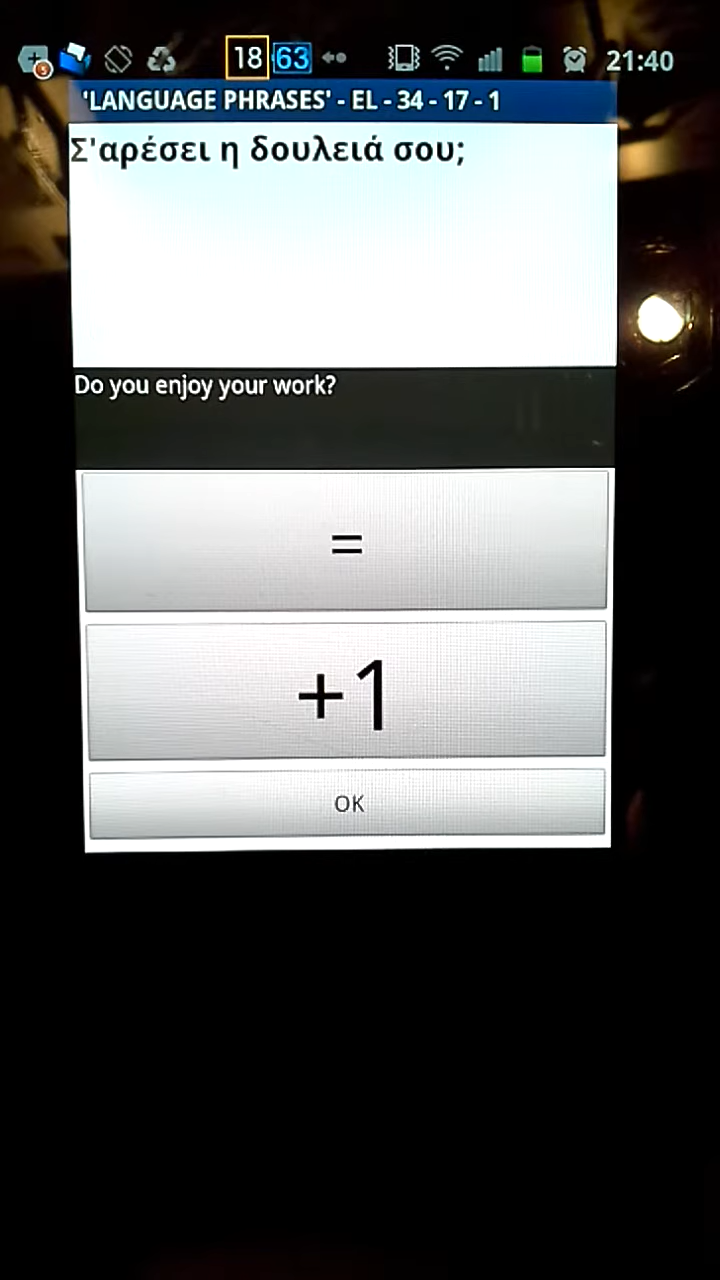 18 63 21:40
'LANGUAGE PHRASES' - EL - 34 - 17 - 1
Σ'αρέσει η δουλειά σου;
Do you enjoy your work?
=
+1
OK